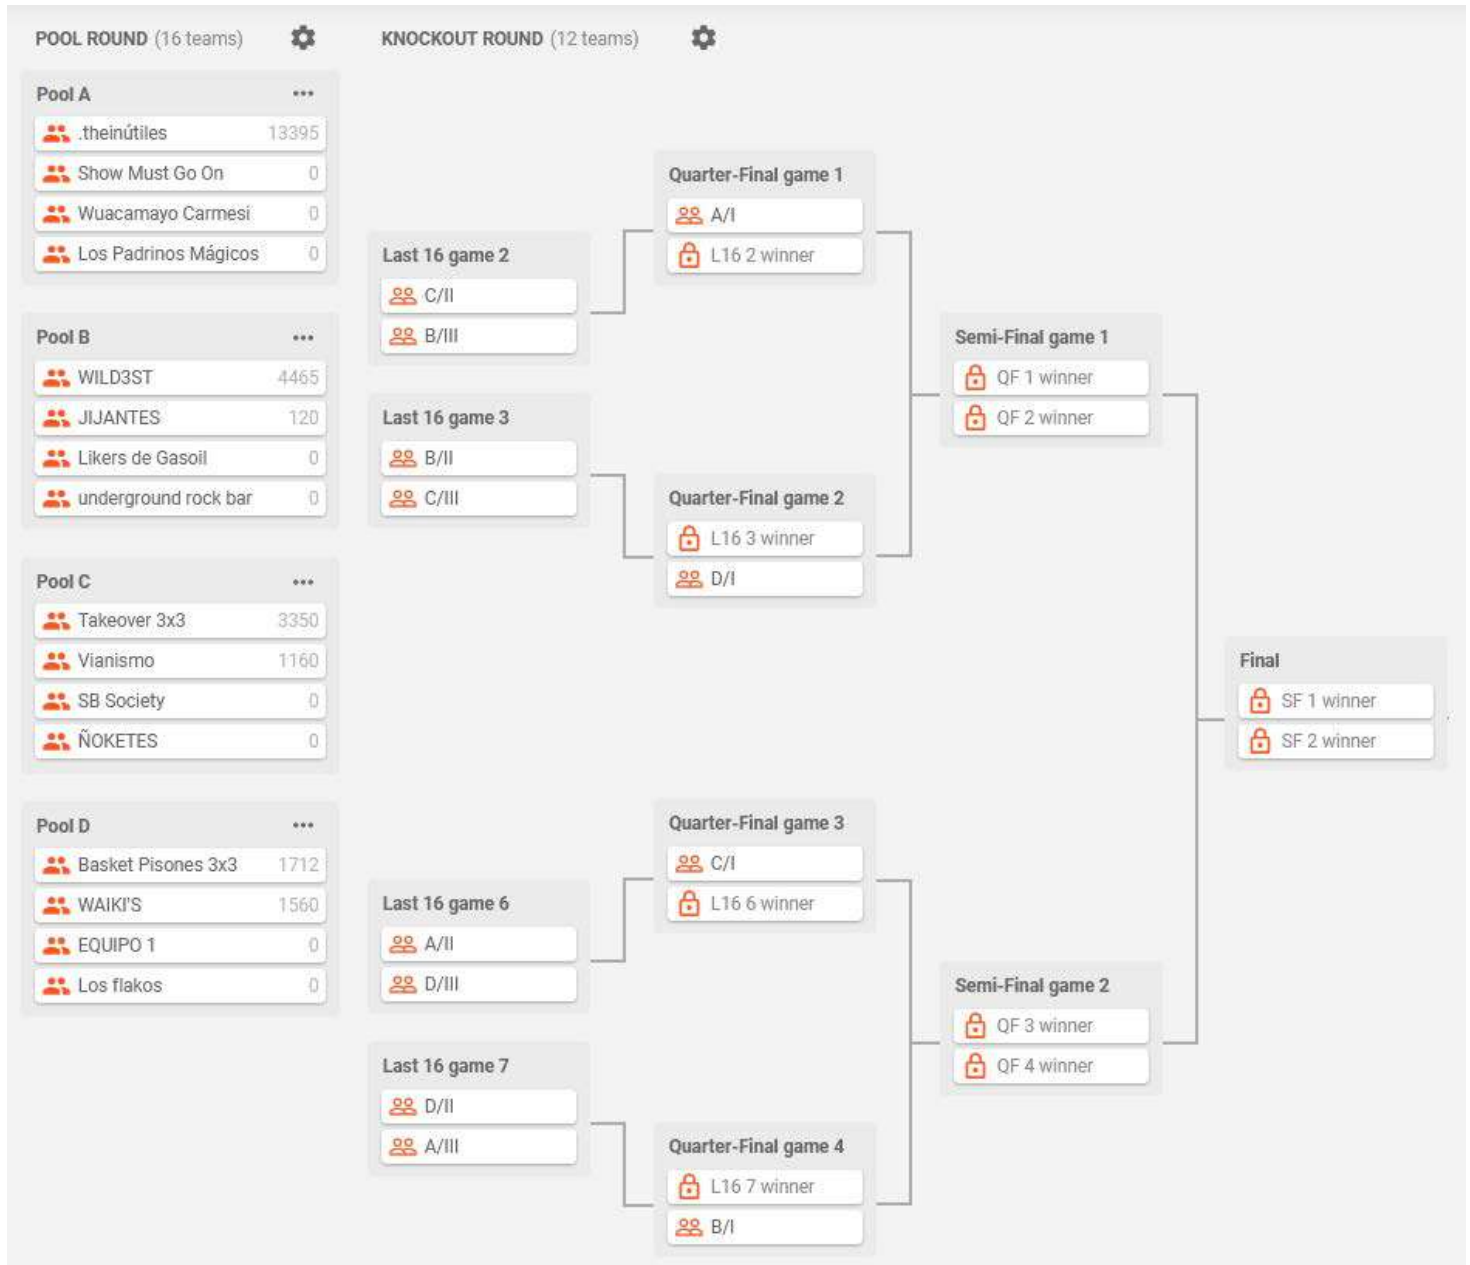 POOL ROUND (16 teams)
KNOCKOUT ROUND (12 teams)
Pool A
.theinútiles 13395
Show Must Go On 0
Wuacamayo Carmesi 0
Los Padrinos Mágicos 0
Pool B
WILD3ST 4465
JIJANTES 120
Likers de Gasoil 0
underground rock bar 0
Pool C
Takeover 3x3 3350
Vianismo 1160
SB Society 0
ÑOKETES 0
Pool D
Basket Pisones 3x3 1712
WAIKI'S 1560
EQUIPO 1 0
Los flakos 0
Last 16 game 2
C/II
B/III
Last 16 game 3
B/II
C/III
Last 16 game 6
A/II
D/III
Last 16 game 7
D/II
A/III
Quarter-Final game 1
A/I
L16 2 winner
Quarter-Final game 2
L16 3 winner
D/I
Quarter-Final game 3
C/I
L16 6 winner
Quarter-Final game 4
L16 7 winner
B/I
Semi-Final game 1
QF 1 winner
QF 2 winner
Semi-Final game 2
QF 3 winner
QF 4 winner
Final
SF 1 winner
SF 2 winner